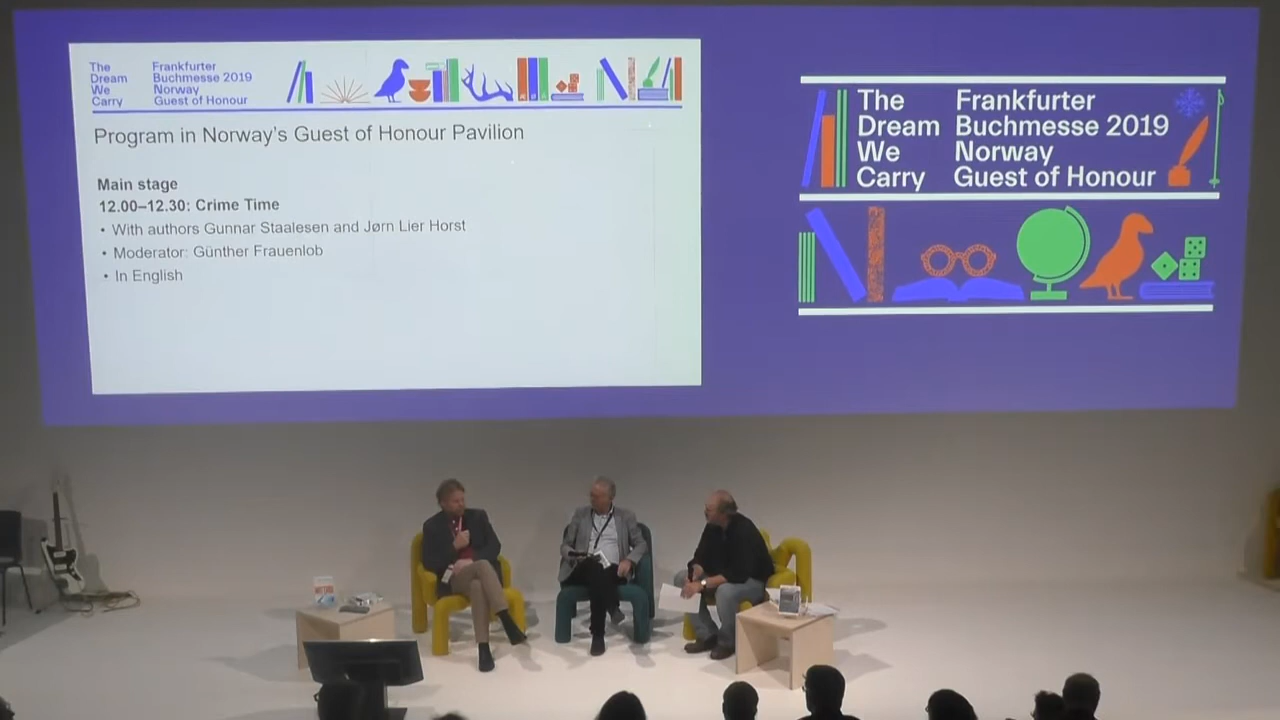 The
Dream
We
Carry
Frankfurter
Buchmesse 2019
Norway
Guest of Honour
Program in Norway's Guest of Honour Pavilion
Main stage
12.00–12.30: Crime Time
• With authors Gunnar Staalesen and Jørn Lier Horst
• Moderator: Günther Frauenlob
• In English
The
Dream
We
Carry
Frankfurter
Buchmesse 2019
Norway
Guest of Honour